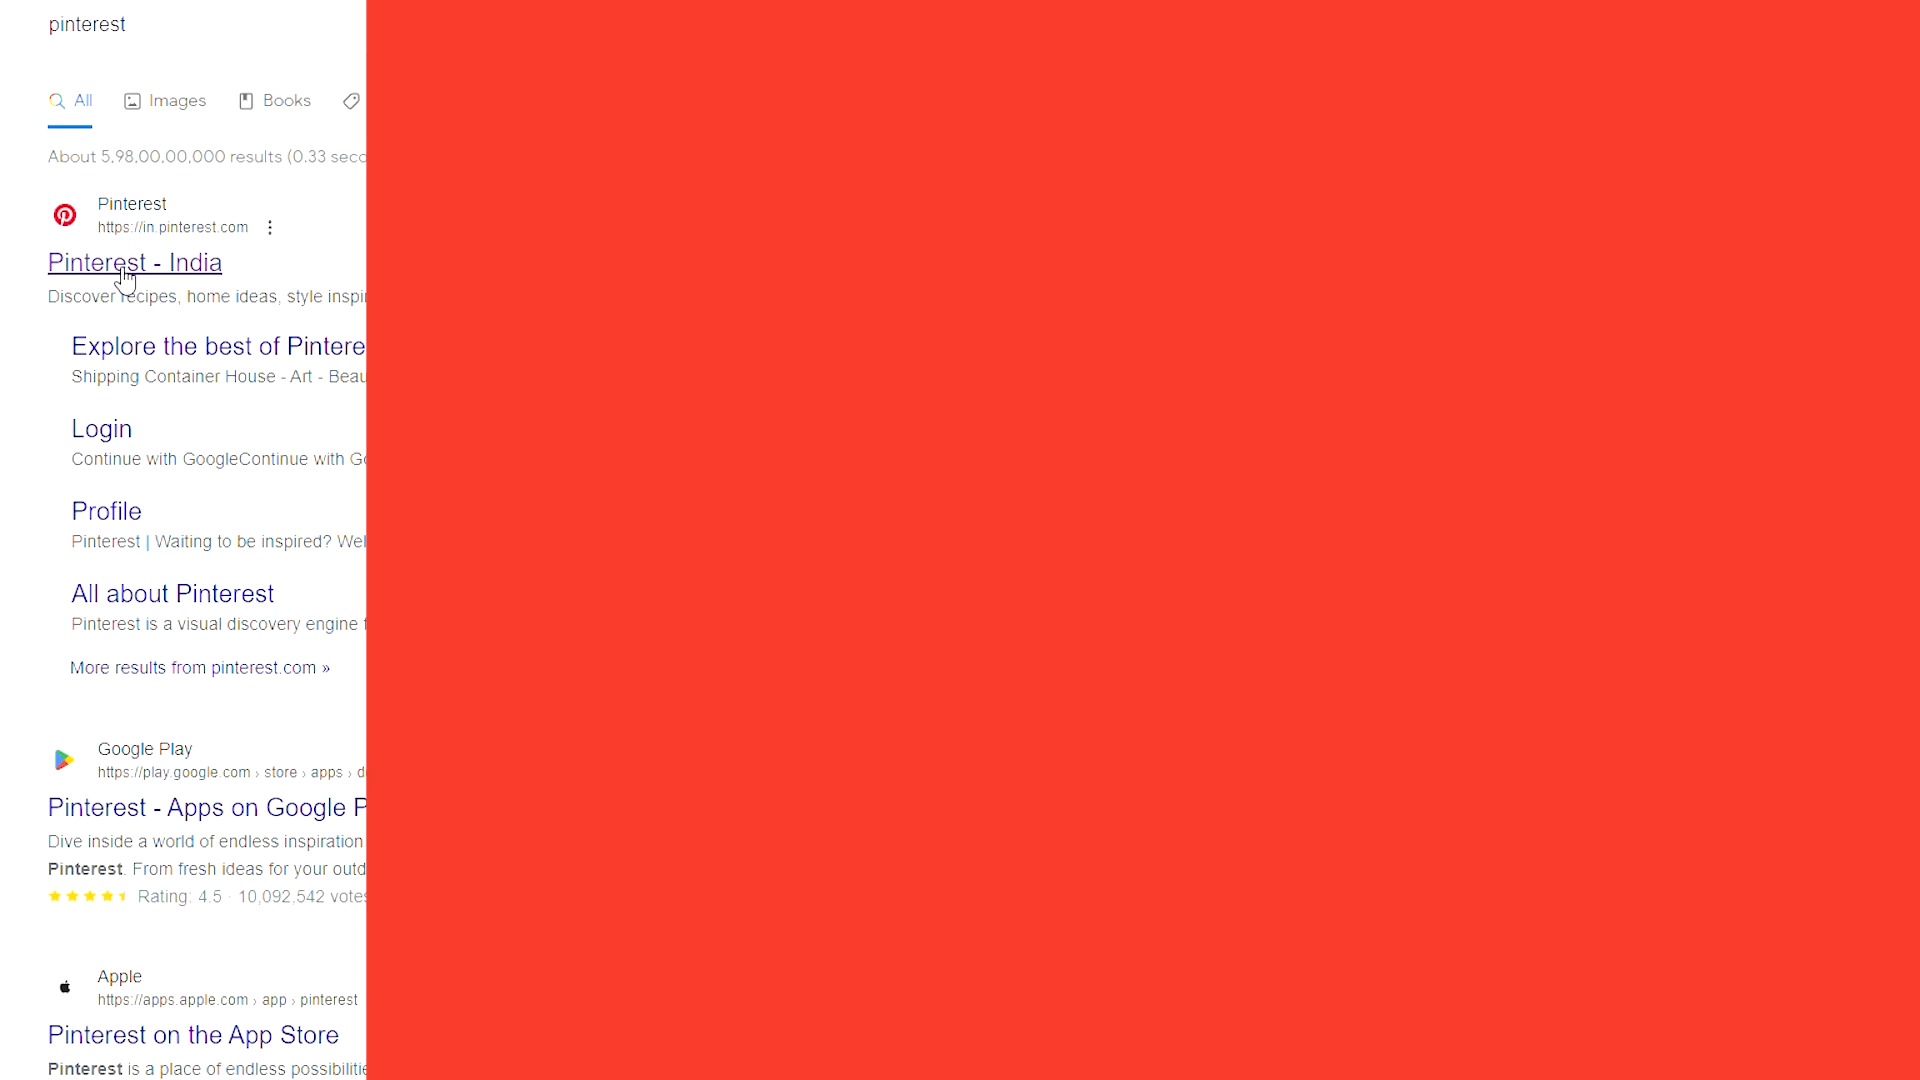 pinterest
All Images Books
About 5,98,00,00,000 results (0.33 seco
Pinterest
https://in.pinterest.com
Pinterest - India
Discover recipes, home ideas, style inspi
Explore the best of Pintere
Shipping Container House - Art - Beau
Login
Continue with GoogleContinue with Go
Profile
Pinterest | Waiting to be inspired? Wel
All about Pinterest
Pinterest is a visual discovery engine f
More results from pinterest.com »
Google Play
https://play.google.com › store › apps › d
Pinterest - Apps on Google P
Dive inside a world of endless inspiration
Pinterest. From fresh ideas for your outd
Rating: 4.5 · 10,092,542 votes
Apple
https://apps.apple.com › app › pinterest
Pinterest on the App Store
Pinterest is a place of endless possibilitie